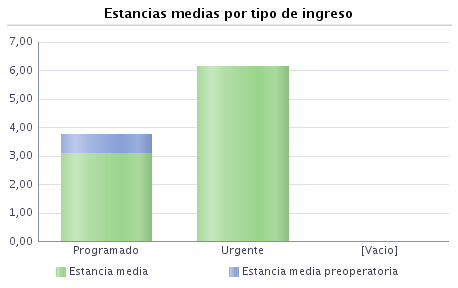 Estancias medias por tipo de ingreso
7,00
6,00
5,00
4,00
3,00
2,00
1,00
0,00
Programado Urgente [Vacio]
Estancia media Estancia media preoperatoria